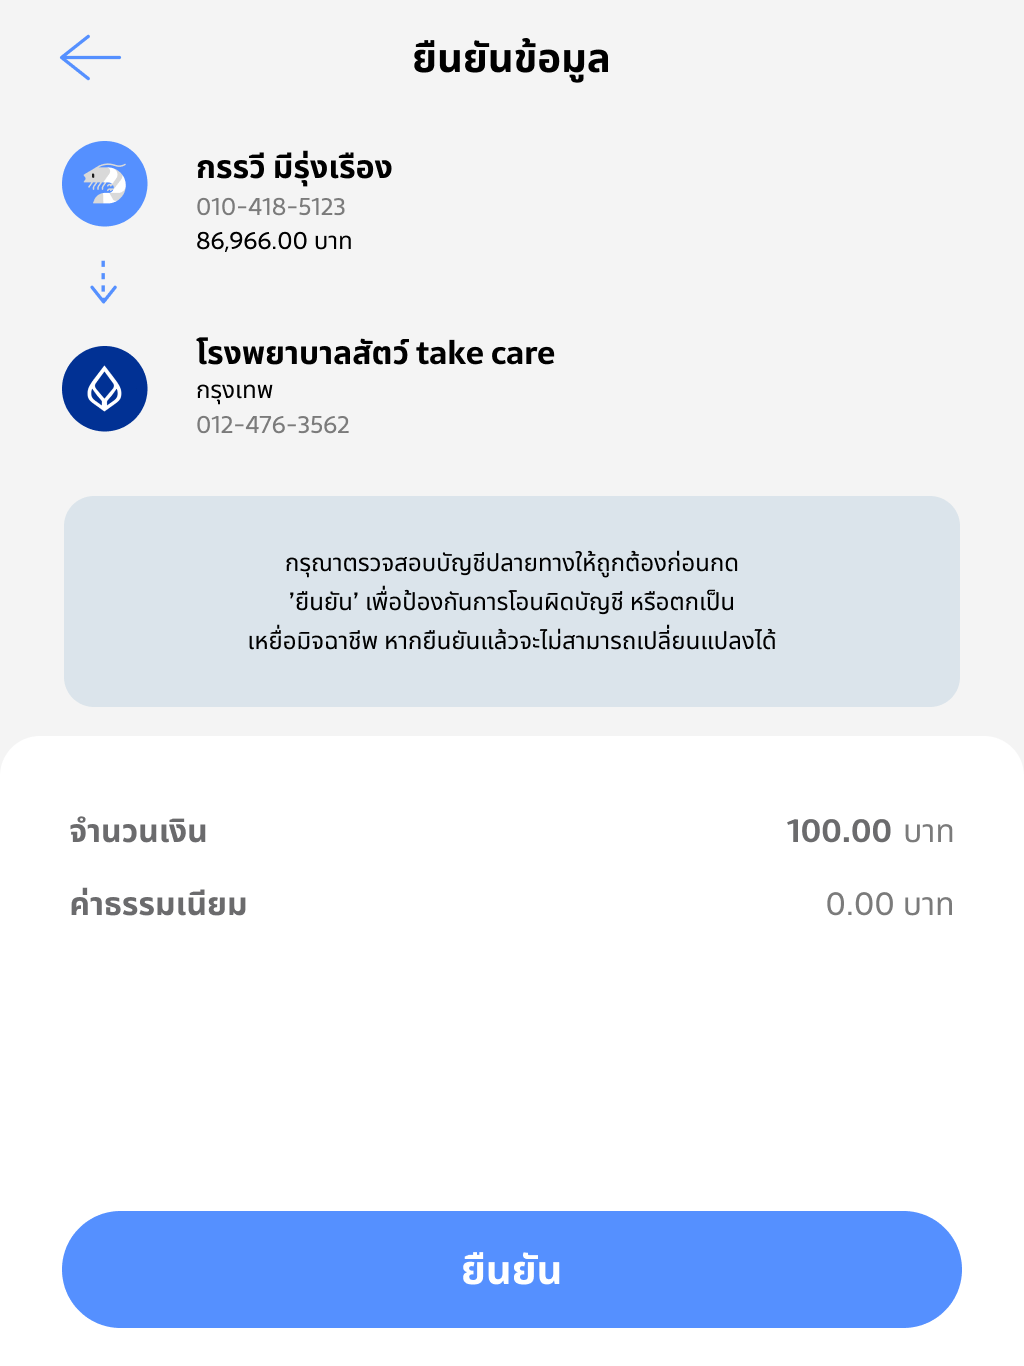 ยืนยันข้อมูล
กรรวี มีรุ่งเรือง
010-418-5123
86,966.00 บาท
โรงพยาบาลสัตว์ take care
กรุงเทพ
012-476-3562
กรุณาตรวจสอบบัญชีปลายทางให้ถูกต้องก่อนกด
’ยืนยัน’ เพื่อป้องกันการโอนผิดบัญชี หรือตกเป็น
เหยื่อมิจฉาชีพ หากยืนยันแล้วจะไม่สามารถเปลี่ยนแปลงได้
จำนวนเงิน 100.00 บาท
ค่าธรรมเนียม 0.00 บาท
ยืนยัน